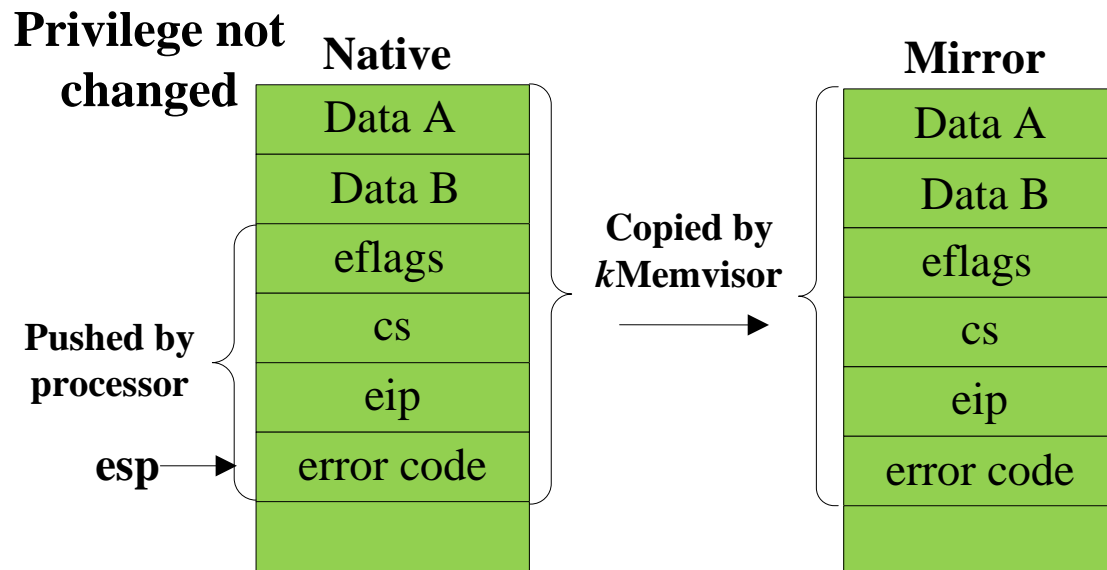 Privilege not
changed
Native
Data A
Data B
eflags
cs
eip
error code
Pushed by
processor
esp
Copied by
kMemvisor
Mirror
Data A
Data B
eflags
cs
eip
error code